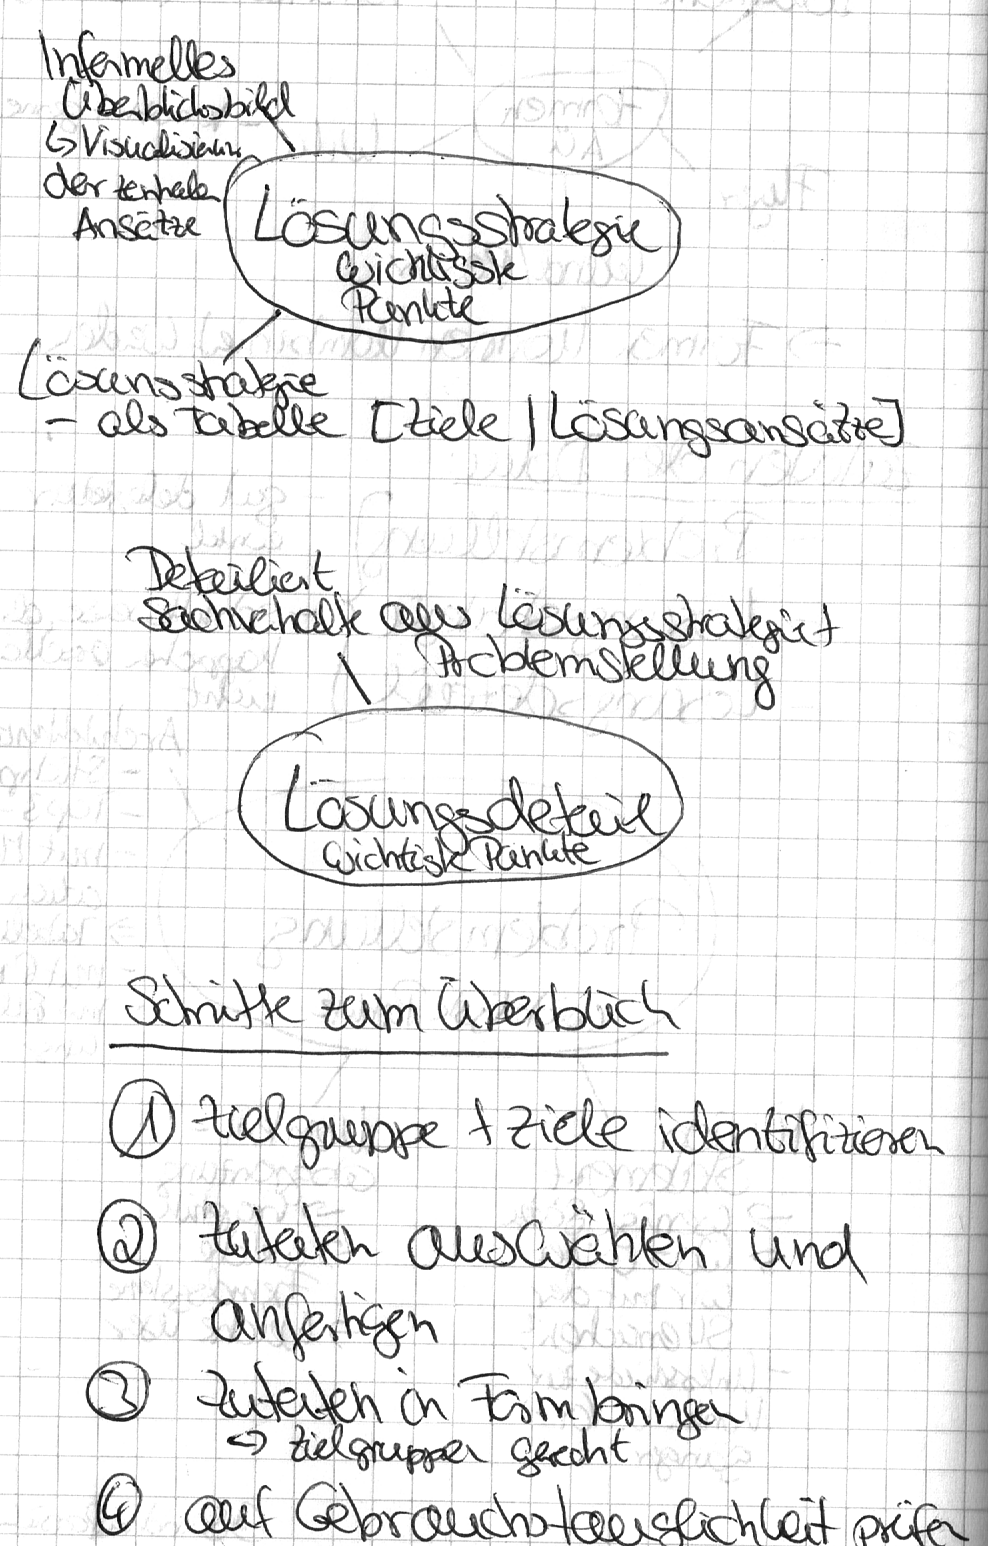 Informelles
Überblicksbild
↳ Visualisierung
der zentralen
Ansätze
Lösungsstrategie
wichtigste
Punkte
Lösungsstrategie
- als Tabelle [Ziele | Lösungsansätze]
Detailiert
Sachverhalte aus Lösungsstrategie +
Problemstellung
Lösungsdetail
wichtigste Punkte
Schritte zum Überblick
① Zielgruppe + Ziele identifizieren
② Zutaten auswählen und
anfertigen
③ Zutaten in Form bringen
↪ Zielgruppen gerecht
④ auf Gebrauchstauglichkeit prüfen